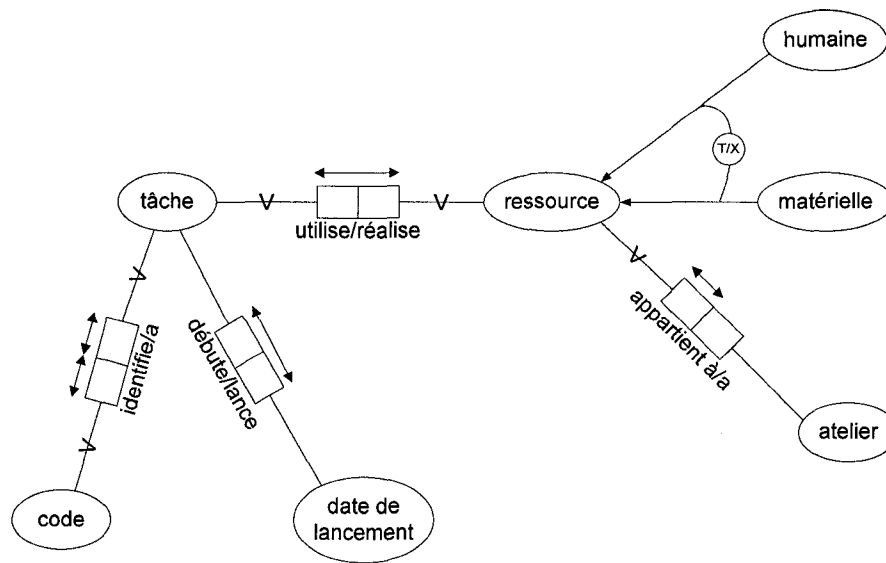 humaine
T/X
tâche
V
V
ressource
matérielle
utilise/réalise
V
V
identifie/a
débute/lance
V
appartient à/a
V
atelier
code
date de
lancement